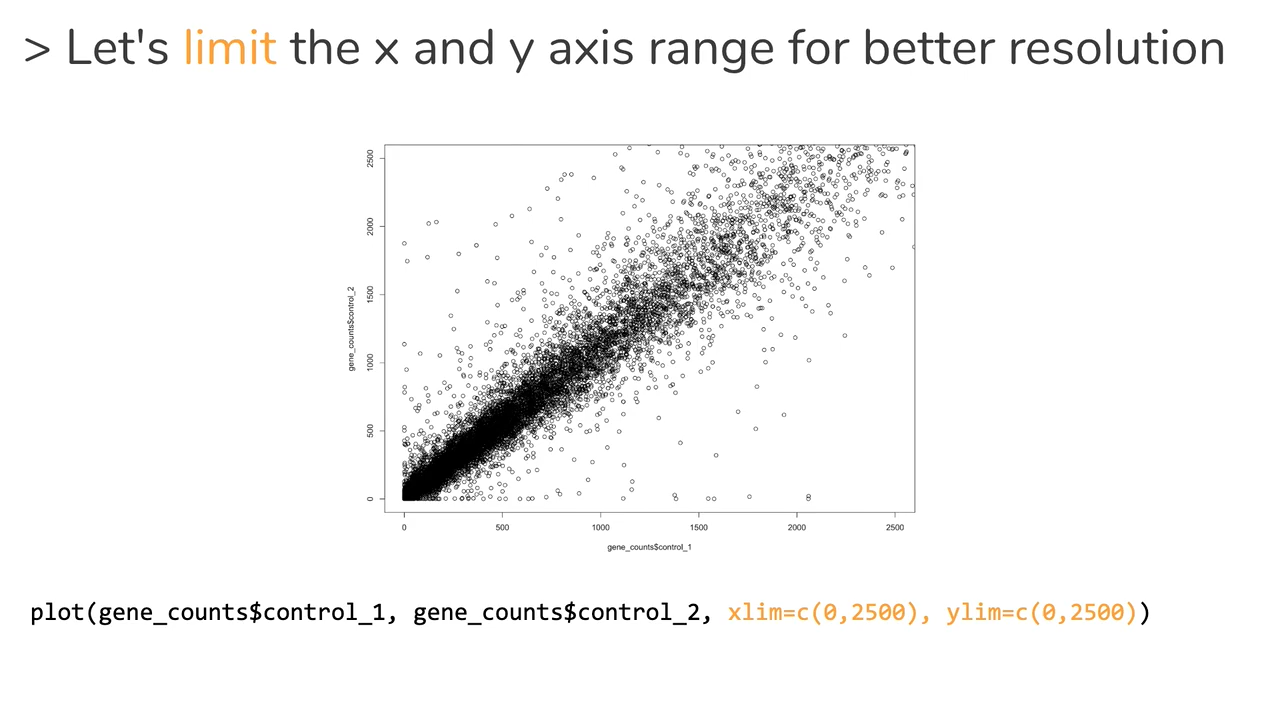 > Let's limit the x and y axis range for better resolution
2500
2000
1500
1000
500
0
gene_counts$control_2
0 500 1000 1500 2000 2500
gene_counts$control_1
plot(gene_counts$control_1, gene_counts$control_2, xlim=c(0,2500), ylim=c(0,2500))